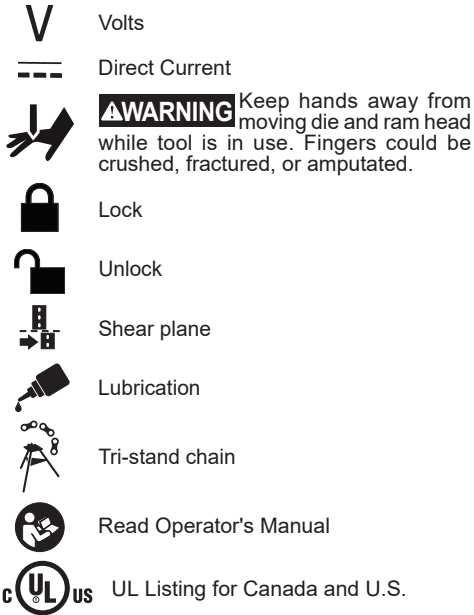 V Volts
Direct Current
WARNING Keep hands away from
moving die and ram head
while tool is in use. Fingers could be
crushed, fractured, or amputated.
Lock
Unlock
Shear plane
Lubrication
Tri-stand chain
Read Operator's Manual
C UL US UL Listing for Canada and U.S.